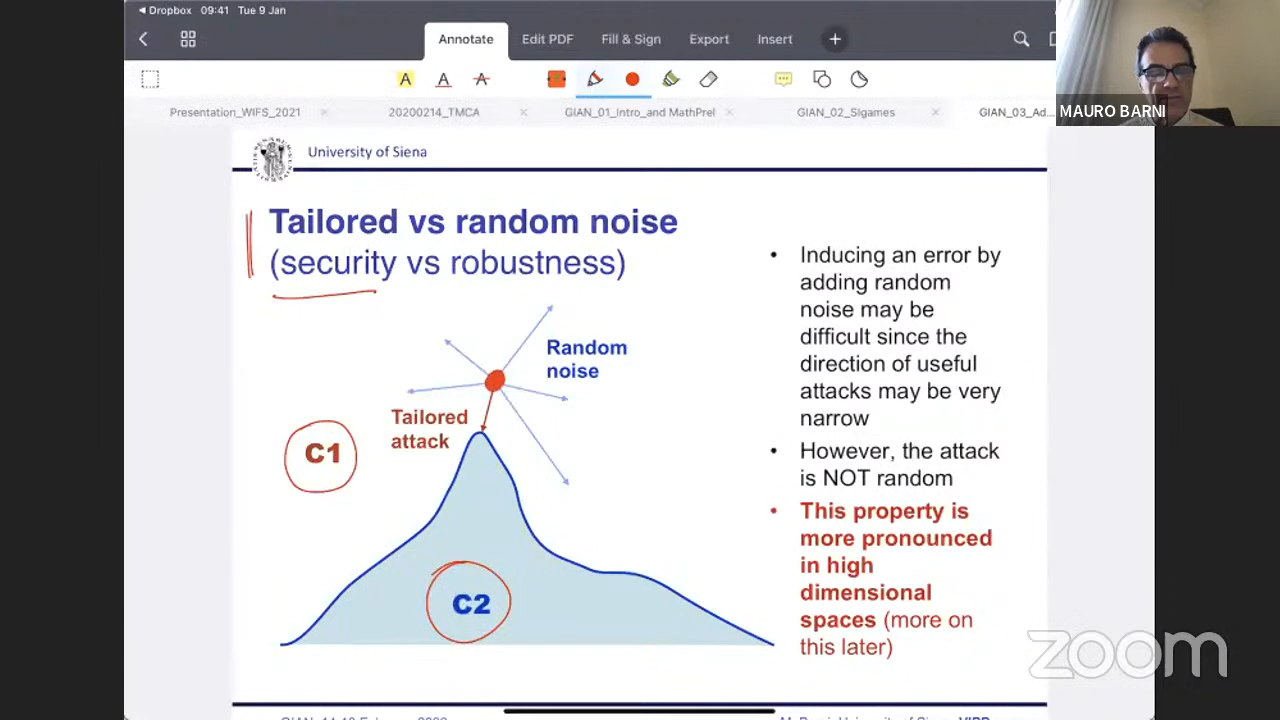 Dropbox 09:41 Tue 9 Jan
Annotate Edit PDF Fill & Sign Export Insert +
A A A
Presentation_WIFS_2021 20200214_TMCA GIAN_01_Intro_and MathPrel GIAN_02_SIgames GIAN_03_Ad...
MAURO BARNI
University of Siena
Tailored vs random noise
(security vs robustness)
Random
noise
Tailored
attack
C1
C2
• Inducing an error by
adding random
noise may be
difficult since the
direction of useful
attacks may be very
narrow
• However, the attack
is NOT random
• This property is
more pronounced
in high
dimensional
spaces (more on
this later)
zoom